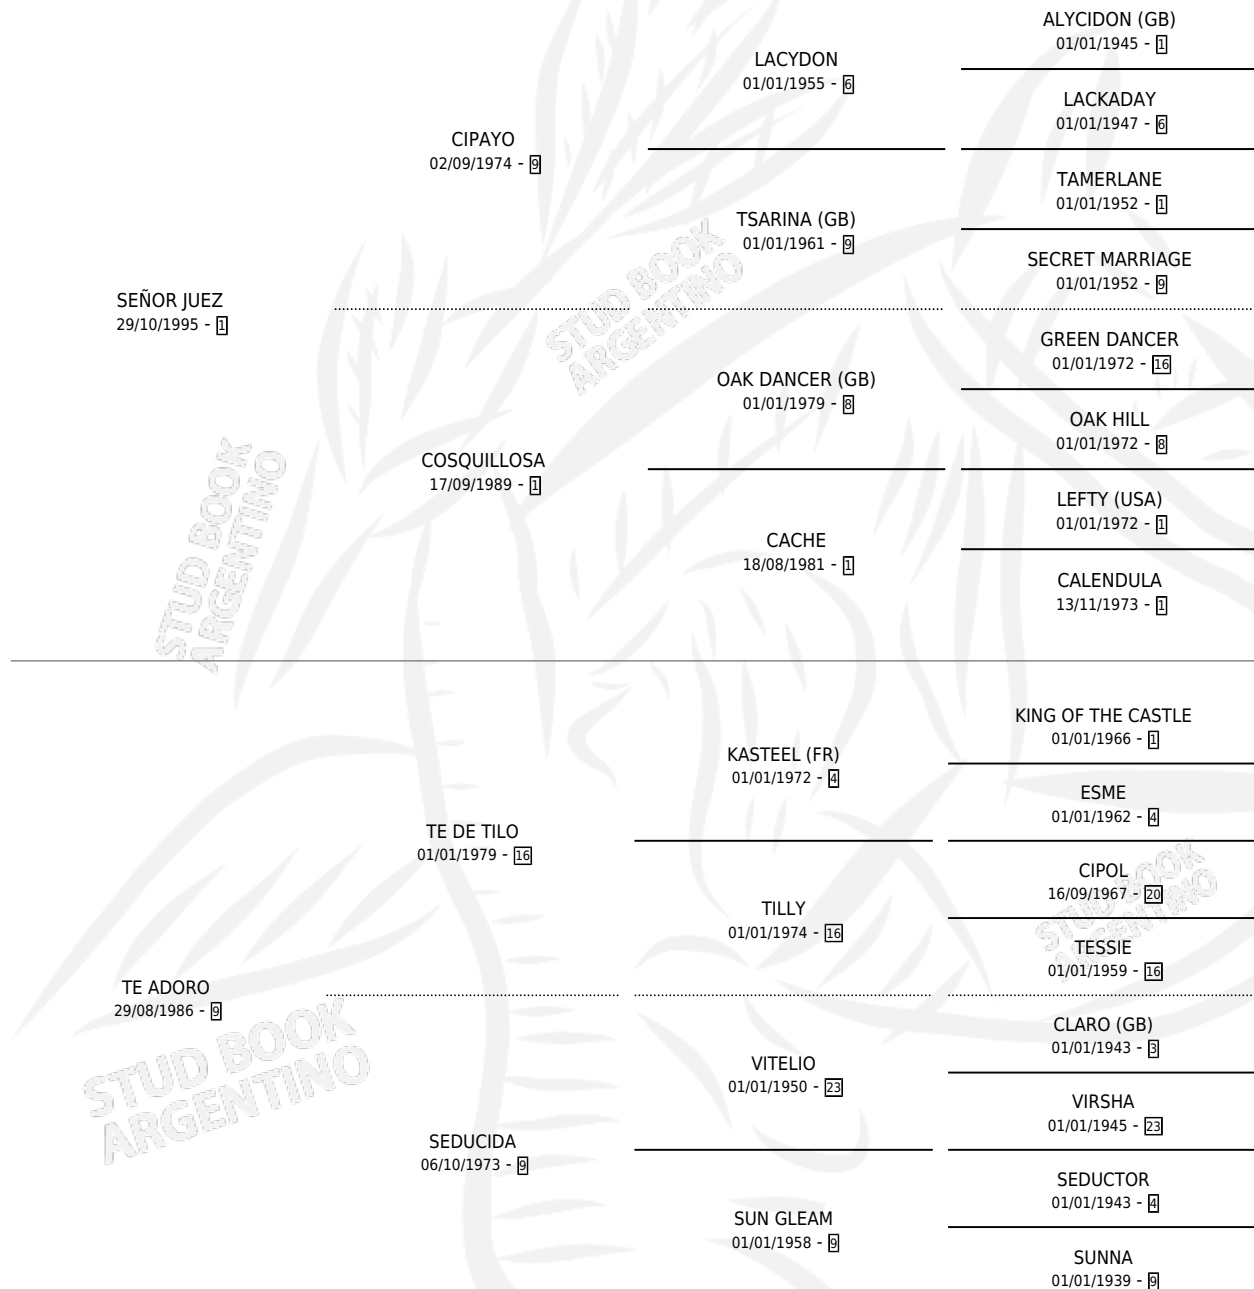 ALYCIDON (GB)
01/01/1945 - 1
LACYDON
01/01/1955 - 6
LACKADAY
01/01/1947 - 6
CIPAYO
02/09/1974 - 9
TAMERLANE
01/01/1952 - 1
TSARINA (GB)
01/01/1961 - 9
SECRET MARRIAGE
01/01/1952 - 9
SEÑOR JUEZ
29/10/1995 - 1
GREEN DANCER
01/01/1972 - 16
OAK DANCER (GB)
01/01/1979 - 8
OAK HILL
01/01/1972 - 8
COSQUILLOSA
17/09/1989 - 1
LEFTY (USA)
01/01/1972 - 1
CACHE
18/08/1981 - 1
CALENDULA
13/11/1973 - 1
KING OF THE CASTLE
01/01/1966 - 1
KASTEEL (FR)
01/01/1972 - 4
ESME
01/01/1962 - 4
TE DE TILO
01/01/1979 - 16
CIPOL
16/09/1967 - 20
TILLY
01/01/1974 - 16
TESSIE
01/01/1959 - 16
TE ADORO
29/08/1986 - 9
CLARO (GB)
01/01/1943 - 3
VITELIO
01/01/1950 - 23
VIRSHA
01/01/1945 - 23
SEDUCIDA
06/10/1973 - 9
SEDUCTOR
01/01/1943 - 4
SUN GLEAM
01/01/1958 - 9
SUNNA
01/01/1939 - 9
STUD BOOK
ARGENTINO
STUD BOOK
ARGENTINO
STUD BOOK
ARGENTINO
STUD BOOK
ARGENTINO